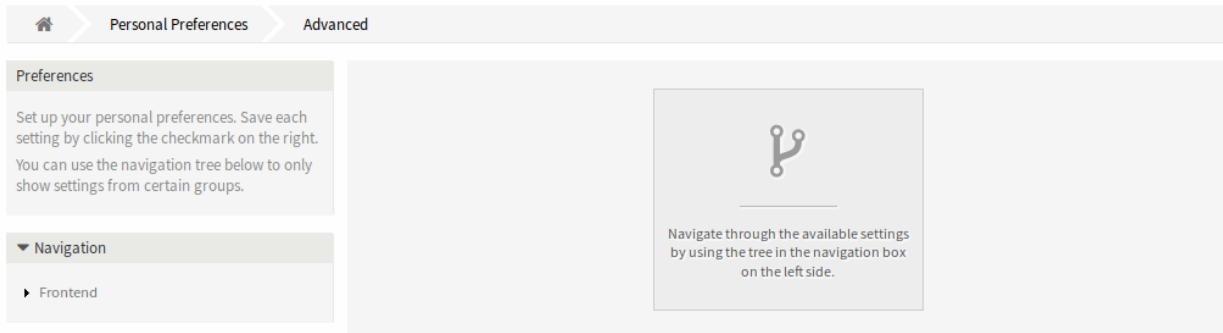 Personal Preferences Advanced
Preferences
Set up your personal preferences. Save each
setting by clicking the checkmark on the right.
You can use the navigation tree below to only
show settings from certain groups.
Navigation
Frontend
Navigate through the available settings
by using the tree in the navigation box
on the left side.